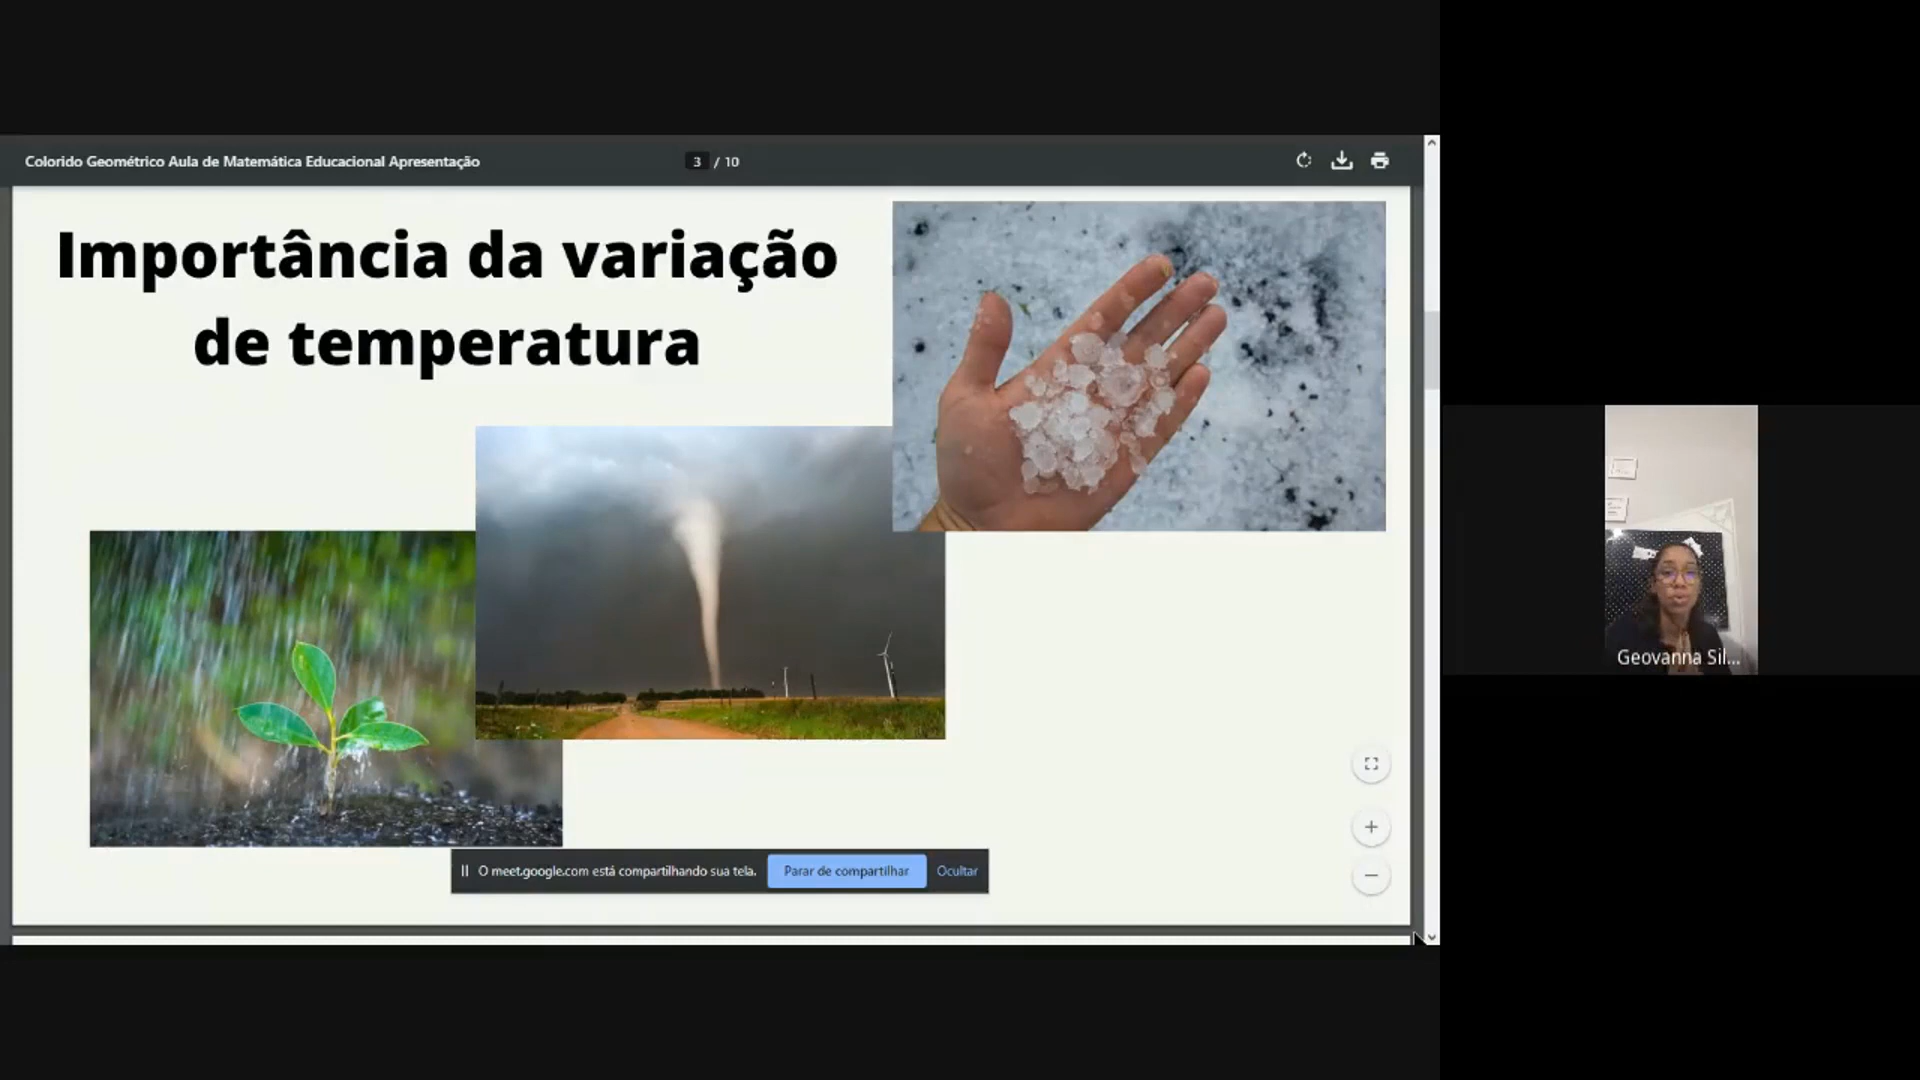 Colorido Geométrico Aula de Matemática Educacional Apresentação
3 / 10
Importância da variação
de temperatura
O meet.google.com está compartilhando sua tela.
Parar de compartilhar
Ocultar
Geovanna Sil...